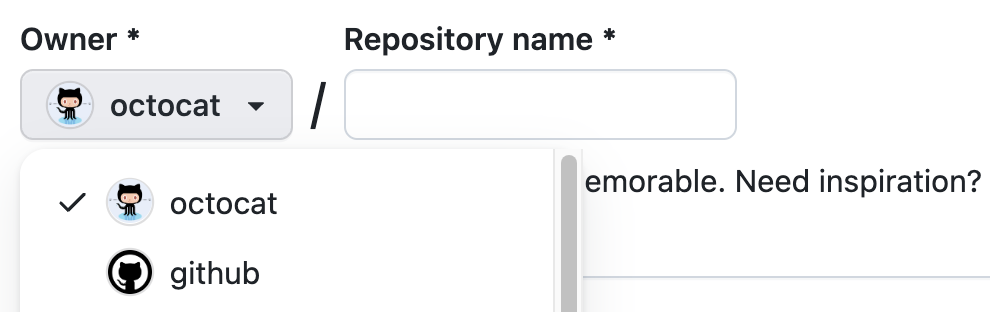 Owner * Repository name *
octocat / 
emorable. Need inspiration?
octocat
github